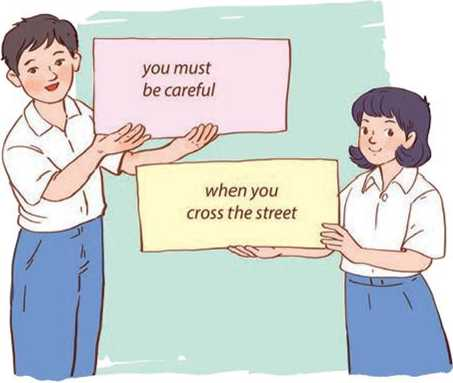 you must
be careful
when you
cross the street